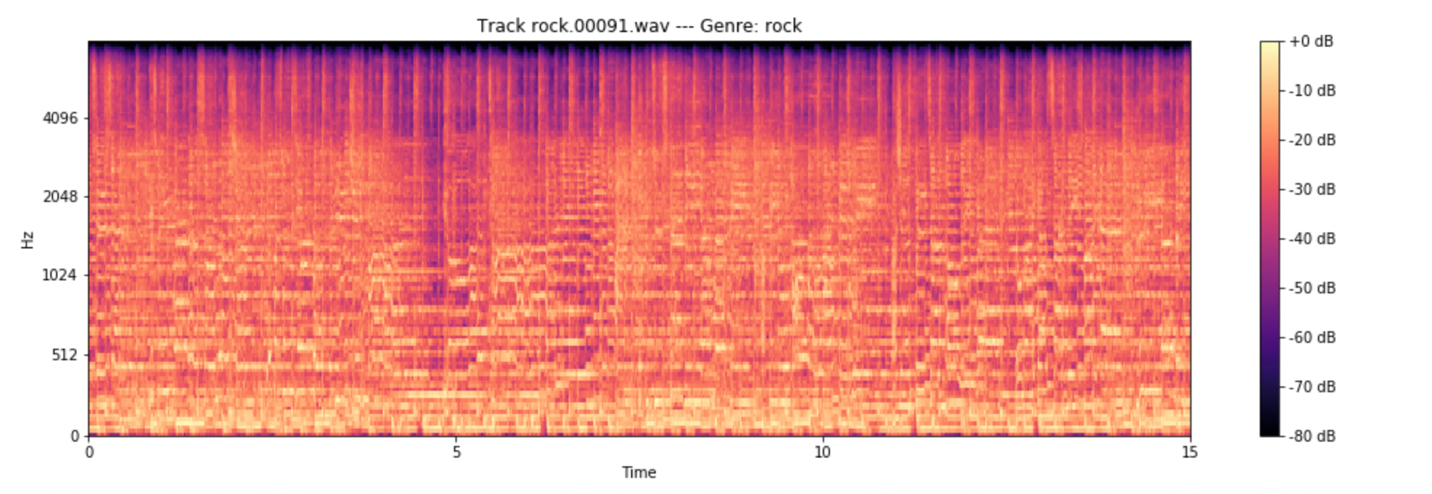 Track rock.00091.wav --- Genre: rock
Hz
4096
2048
1024
512
0
0
5
10
15
Time
+0 dB
-10 dB
-20 dB
-30 dB
-40 dB
-50 dB
-60 dB
-70 dB
-80 dB